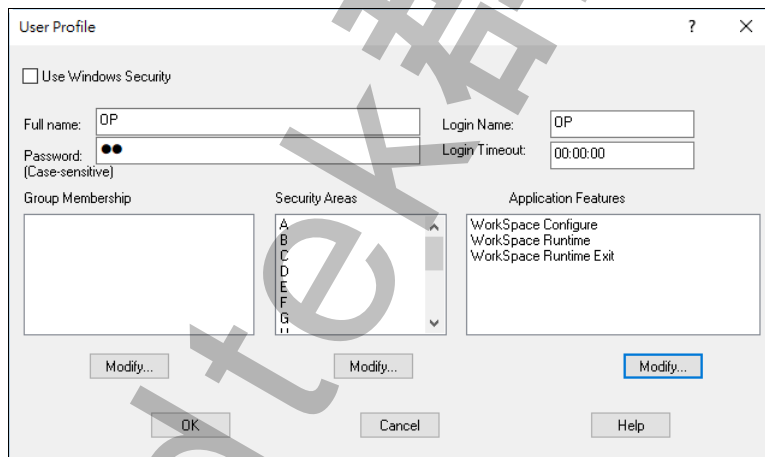 User Profile
?
Use Windows Security
Full name:
OP
Login Name:
OP
Password:
(Case-sensitive)
●●
Login Timeout:
00:00:00
Group Membership
Security Areas
Application Features
A
B
C
D
E
F
G
WorkSpace Configure
WorkSpace Runtime
WorkSpace Runtime Exit
Modify...
Modify...
Modify...
OK
Cancel
Help